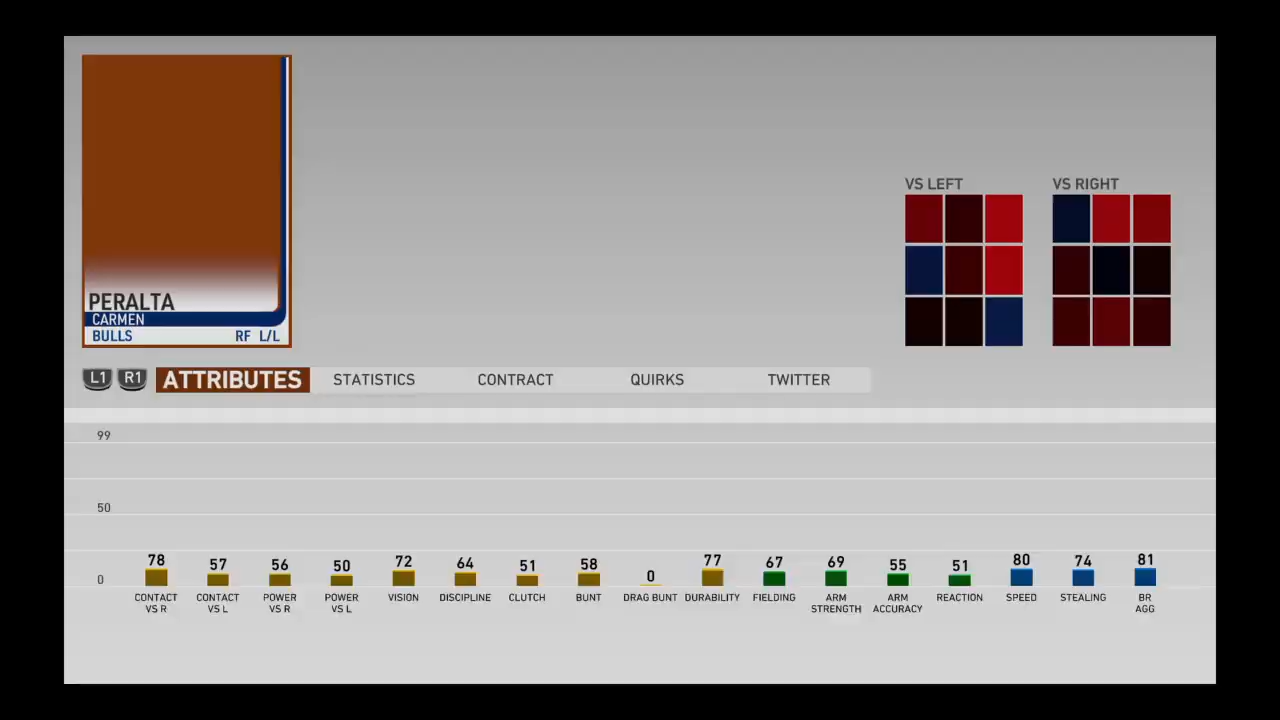 VS LEFT VS RIGHT
PERALTA
CARMEN
BULLS RF L/L
L1 R1 ATTRIBUTES STATISTICS CONTRACT QUIRKS TWITTER
99
50
0
78 57 56 50 72 64 51 58 0 77 67 69 55 51 80 74 81
CONTACT CONTACT POWER POWER VISION DISCIPLINE CLUTCH BUNT DRAG BUNT DURABILITY FIELDING ARM ARM REACTION SPEED STEALING BR
VS R VS L VS R VS L STRENGTH ACCURACY AGG